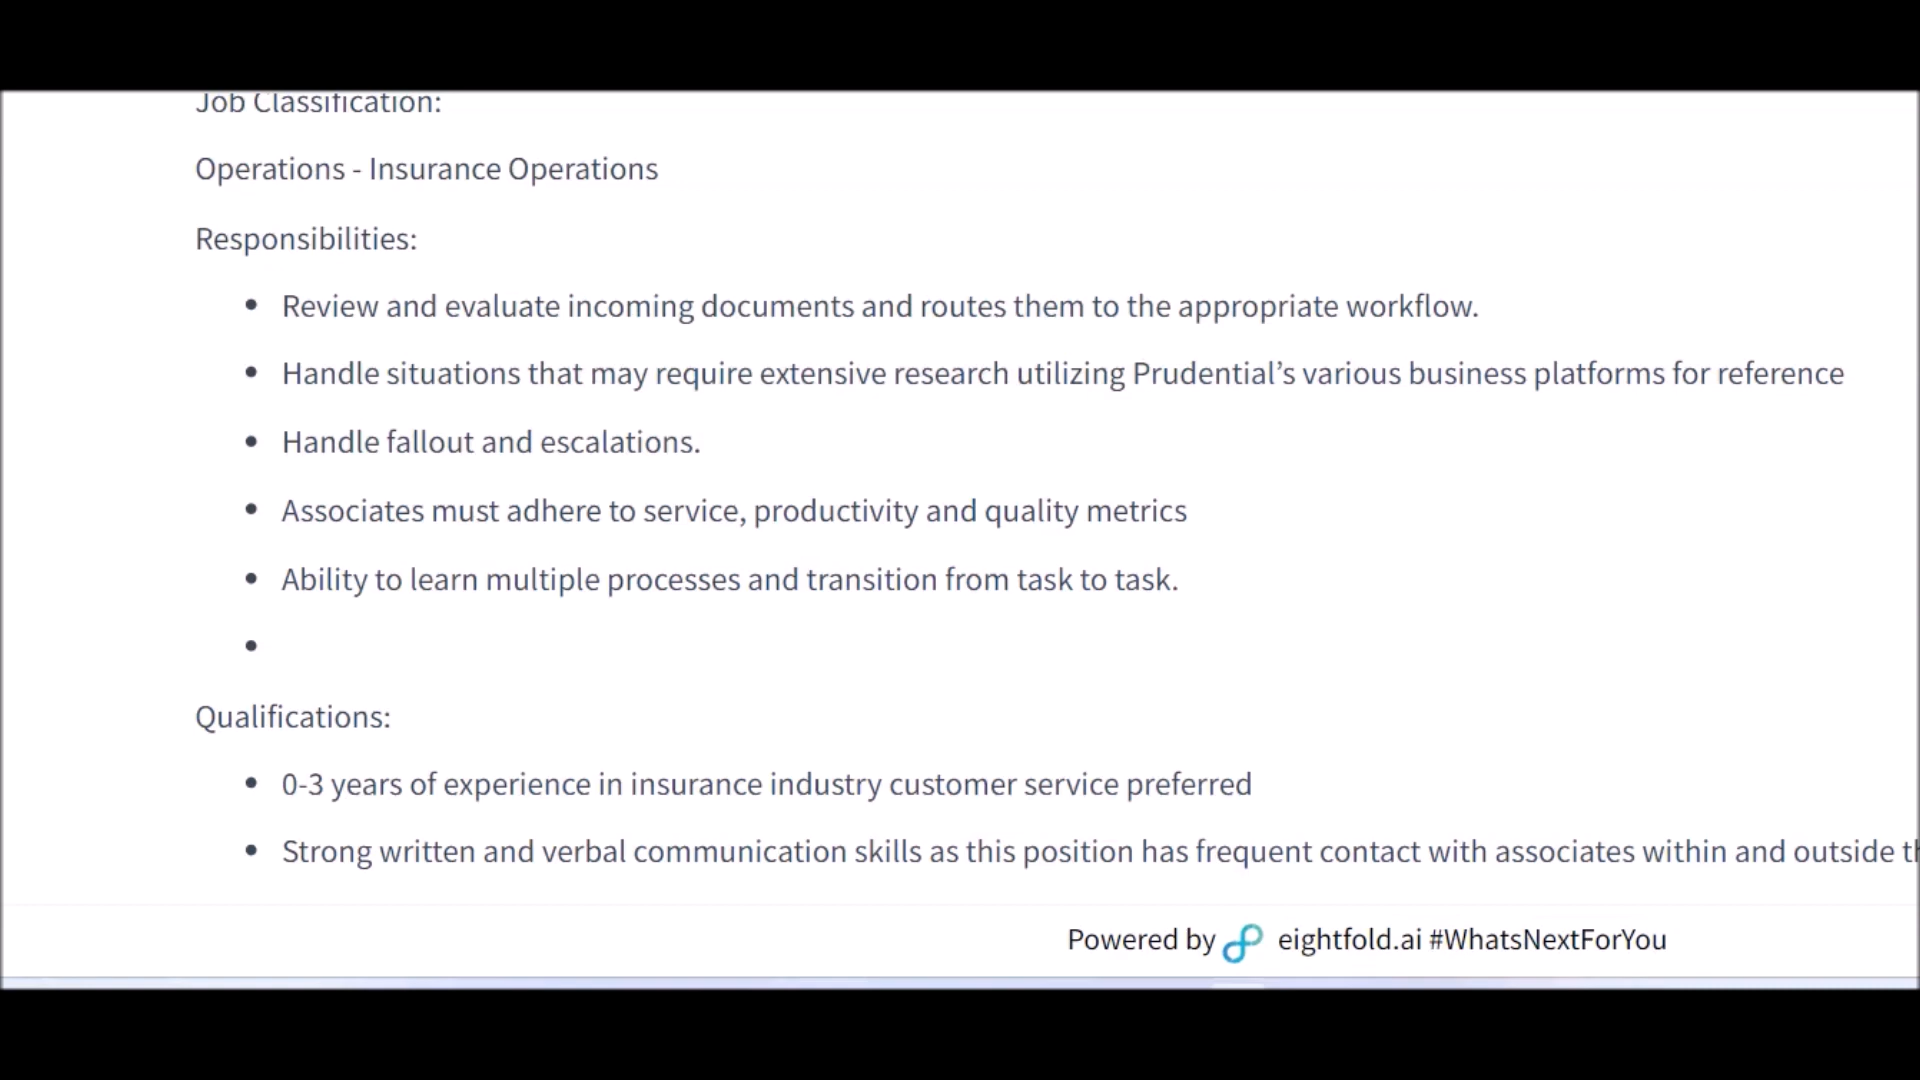 Job Classification:
Operations - Insurance Operations
Responsibilities:
• Review and evaluate incoming documents and routes them to the appropriate workflow.
• Handle situations that may require extensive research utilizing Prudential’s various business platforms for reference
• Handle fallout and escalations.
• Associates must adhere to service, productivity and quality metrics
• Ability to learn multiple processes and transition from task to task.
•
Qualifications:
• 0-3 years of experience in insurance industry customer service preferred
• Strong written and verbal communication skills as this position has frequent contact with associates within and outside
Powered by eightfold.ai #WhatsNextForYou